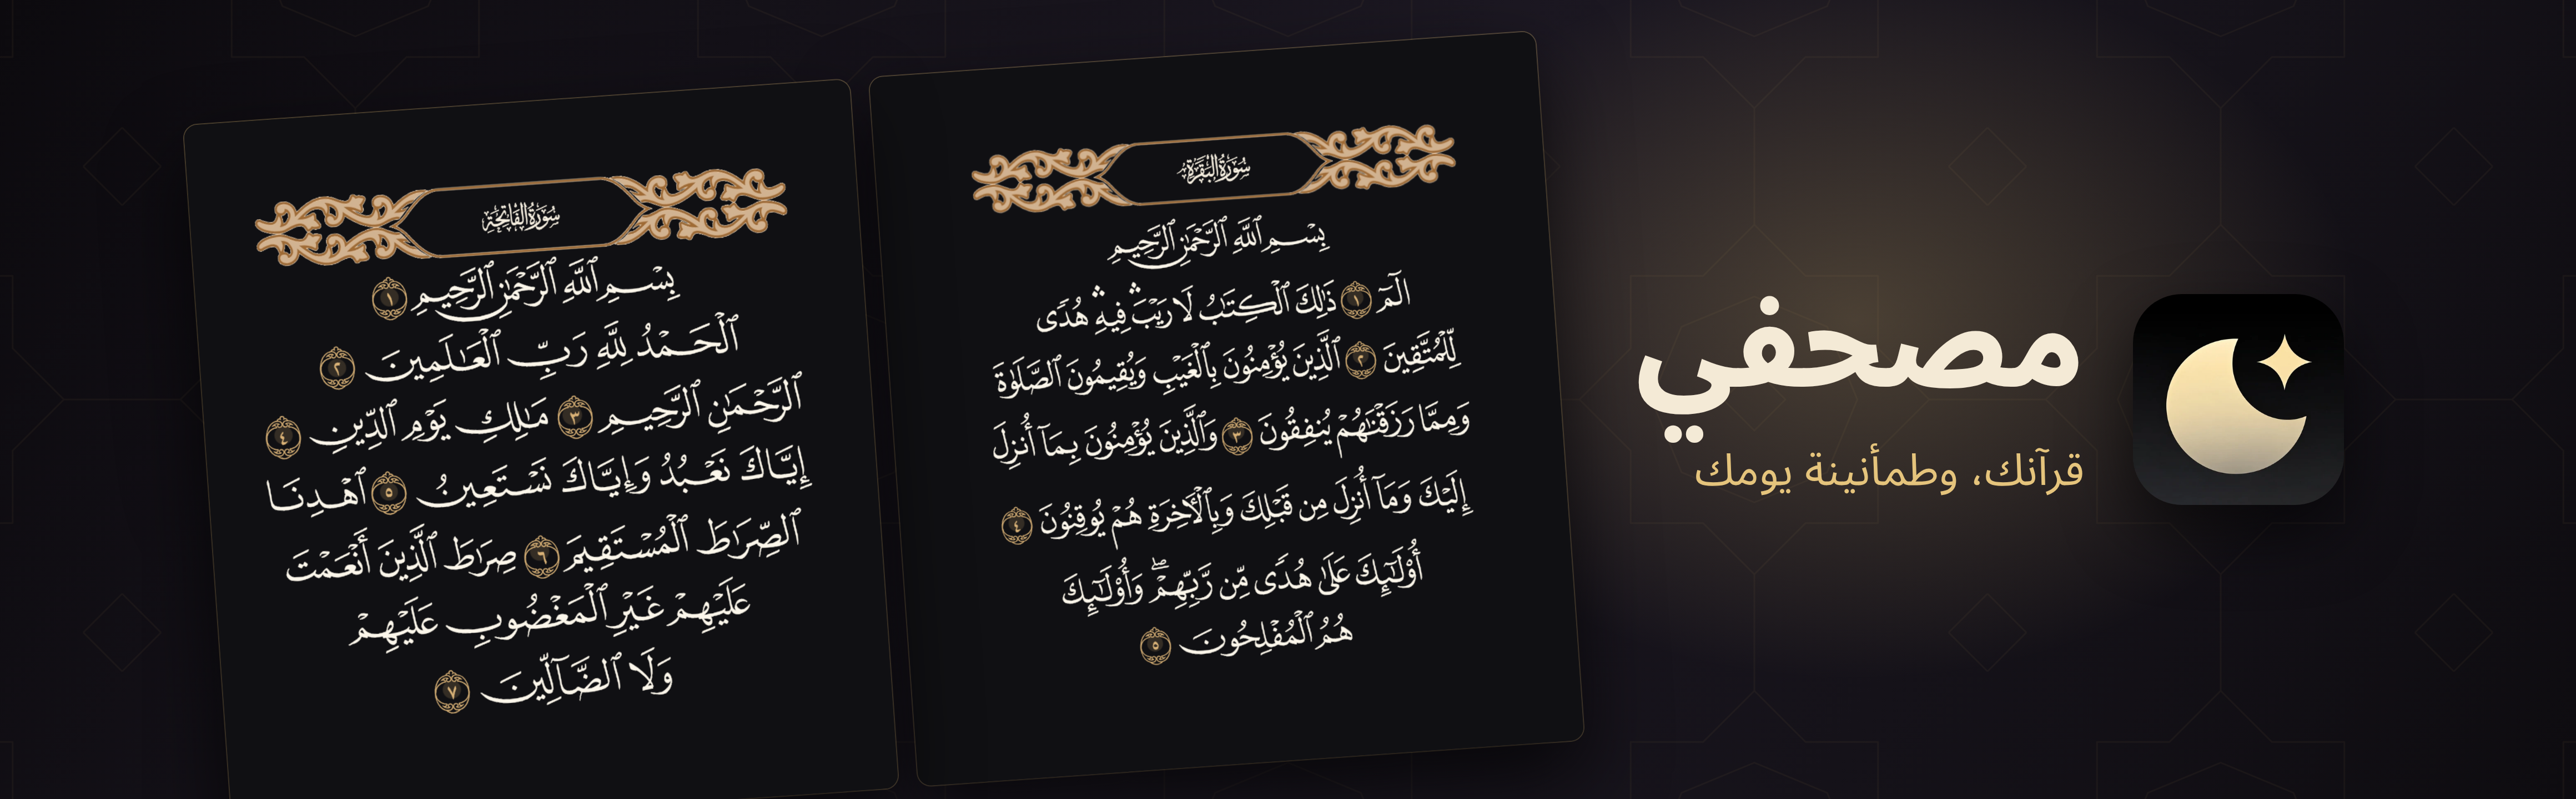 مصحفي
قرآنك، وطمأنينة يومك
سُورَةُ البَقَرَةِ
بِسْمِ ٱللَّهِ ٱلرَّحْمَٰنِ ٱلرَّحِيمِ
الٓمٓ ١ ذَٰلِكَ ٱلْكِتَٰبُ لَا رَيْبَ ۛ فِيهِ ۛ هُدًى
لِّلْمُتَّقِينَ ٢ ٱلَّذِينَ يُؤْمِنُونَ بِٱلْغَيْبِ وَيُقِيمُونَ ٱلصَّلَوٰةَ
وَمِمَّا رَزَقْنَٰهُمْ يُنفِقُونَ ٣ وَٱلَّذِينَ يُؤْمِنُونَ بِمَآ أُنزِلَ
إِلَيْكَ وَمَآ أُنزِلَ مِن قَبْلِكَ وَبِٱلْأَخِرَةِ هُمْ يُوقِنُونَ ٤
أُو۟لَٰٓئِكَ عَلَىٰ هُدًى مِّن رَّبِّهِمْ ۖ وَأُو۟لَٰٓئِكَ
هُمُ ٱلْمُفْلِحُونَ ٥
سُورَةُ الفَاتِحَةِ
بِسْمِ ٱللَّهِ ٱلرَّحْمَٰنِ ٱلرَّحِيمِ ١
ٱلْحَمْدُ لِلَّهِ رَبِّ ٱلْعَٰلَمِينَ ٢
ٱلرَّحْمَٰنِ ٱلرَّحِيمِ ٣ مَٰلِكِ يَوْمِ ٱلدِّينِ ٤
إِيَّاكَ نَعْبُدُ وَإِيَّاكَ نَسْتَعِينُ ٥ ٱهْدِنَا
ٱلصِّرَٰطَ ٱلْمُسْتَقِيمَ ٦ صِرَٰطَ ٱلَّذِينَ أَنْعَمْتَ
عَلَيْهِمْ غَيْرِ ٱلْمَغْضُوبِ عَلَيْهِمْ
وَلَا ٱلضَّآلِّينَ ٧